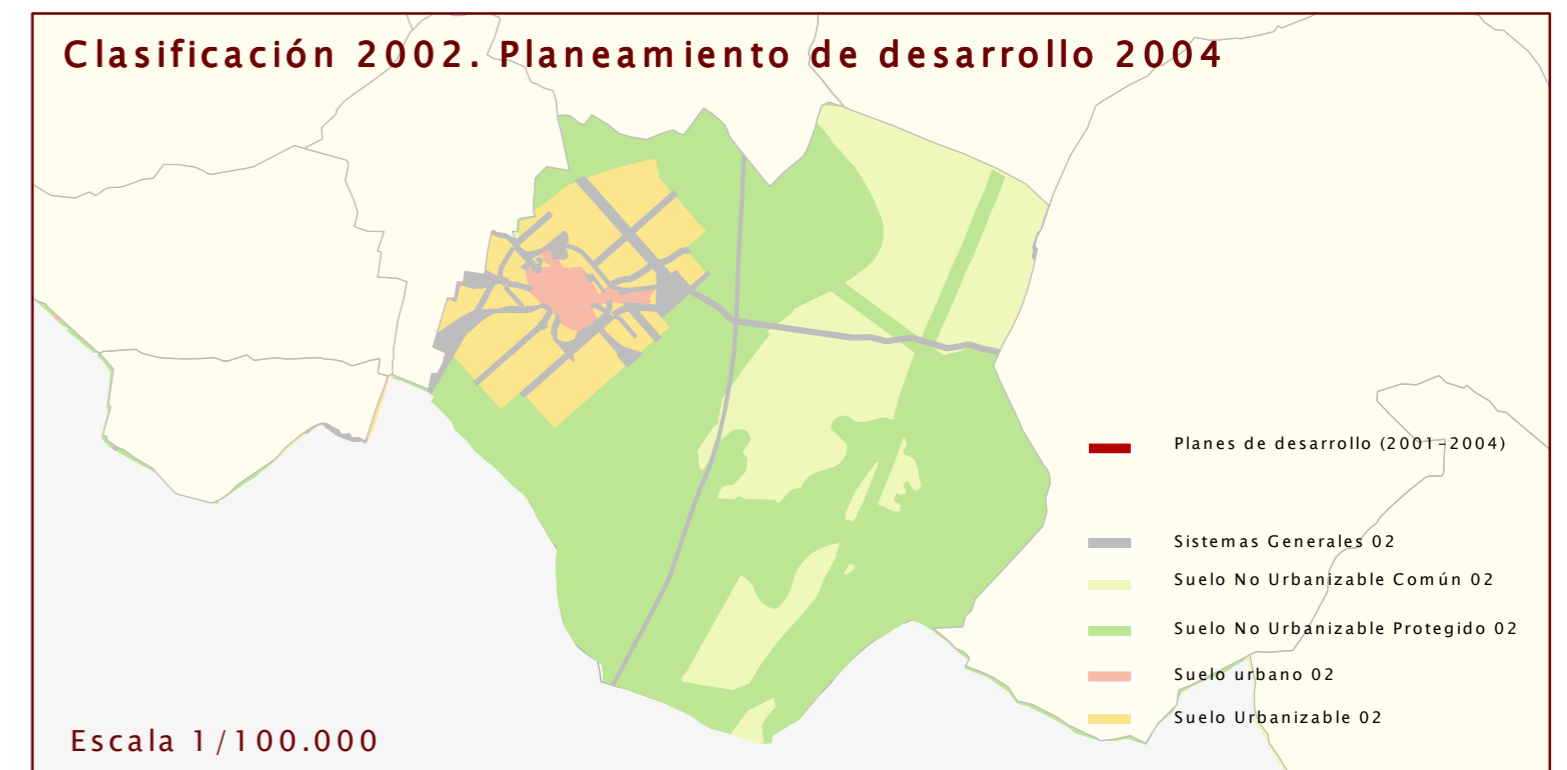 Clasificación 2002. Planeamiento de desarrollo 2004
Planes de desarrollo (2001-2004)
Sistemas Generales 02
Suelo No Urbanizable Común 02
Suelo No Urbanizable Protegido 02
Suelo urbano 02
Suelo Urbanizable 02
Escala 1/100.000